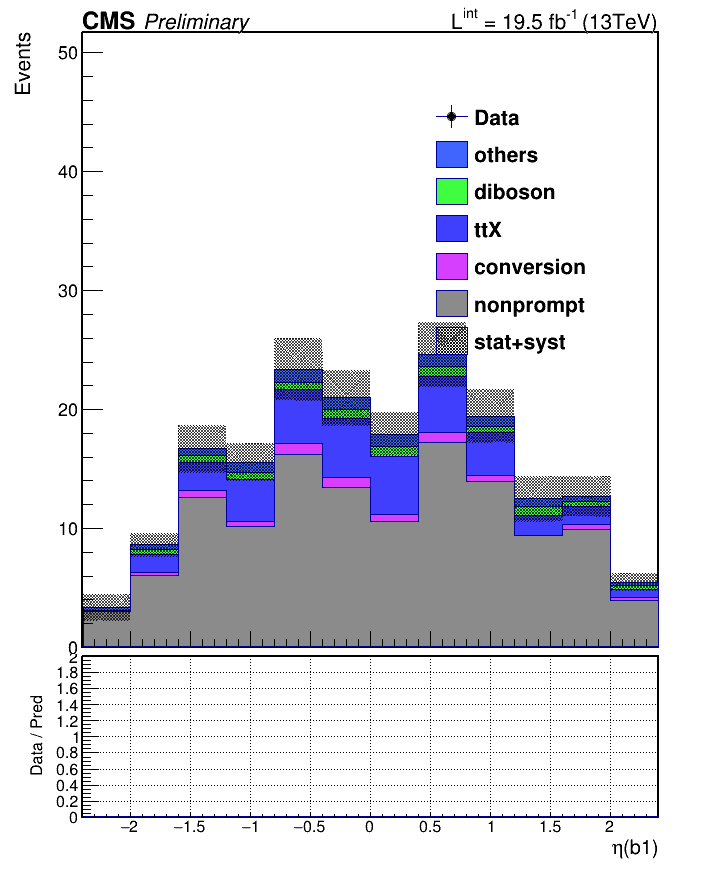 CMS Preliminary
L^int = 19.5 fb^-1 (13TeV)
Events
50
40
30
20
10
0
Data
others
diboson
ttX
conversion
nonprompt
stat+syst
Data / Pred
2
1.8
1.6
1.4
1.2
1
0.8
0.6
0.4
0.2
0
−2 −1.5 −1 −0.5 0 0.5 1 1.5 2
η(b1)